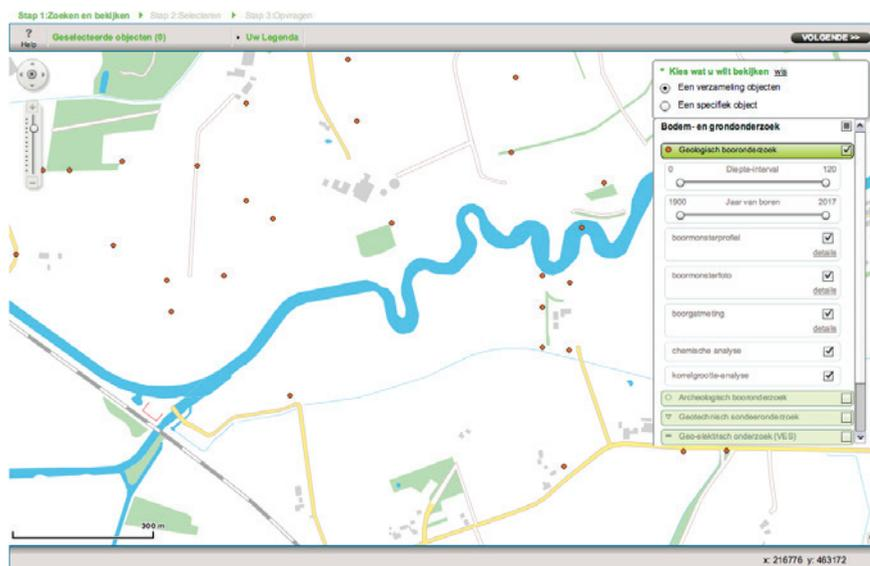 Stap 1:Zoeken en bekijken Stap 2:Selecteren Stap 3:Opvragen
?
Help
Geselecteerde objecten (0)
• Uw Legenda
VOLGENDE >>
Kies wat u wilt bekijken wis
Een verzameling objecten
Een specifiek object
Bodem- en grondonderzoek
Geologisch booronderzoek
0 Diepte-interval 120
1900 Jaar van boren 2017
boormonsterprofiel
details
boormonsterfoto
details
boorgatmeting
details
chemische analyse
korrelgrootte-analyse
Archeologisch booronderzoek
Geotechnisch sondeeronderzoek
Geo-elektrisch onderzoek (VES)
300 m
x: 216776 y: 463172